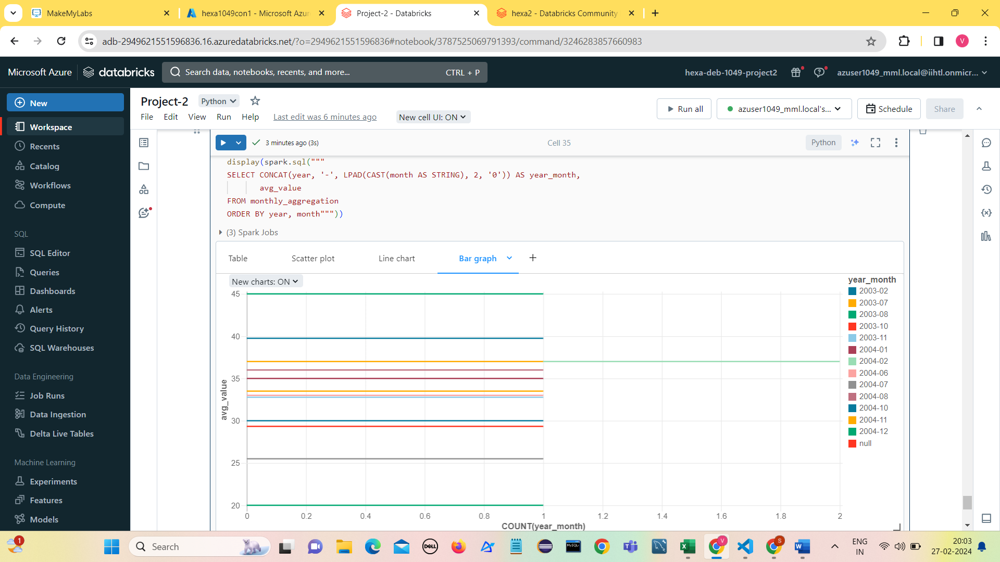 MakeMyLabs
hexa1049con1 - Microsoft Azur
Project-2 - Databricks
hexa2 - Databricks Community
adb-2949621551596836.16.azuredatabricks.net/?o=2949621551596836#notebook/3787525069791393/command/3246283857660983
V
Microsoft Azure
databricks
Search data, notebooks, recents, and more...
CTRL + P
hexa-deb-1049-project2
azuser1049_mml.local@iihtl.onmicr...
New
Workspace
Recents
Catalog
Workflows
Compute
SQL
SQL Editor
Queries
Dashboards
Alerts
Query History
SQL Warehouses
Data Engineering
Job Runs
Data Ingestion
Delta Live Tables
Machine Learning
Experiments
Features
Models
Project-2
Python
File Edit View Run Help Last edit was 6 minutes ago New cell UI: ON
Run all
azuser1049_mml.local's...
Schedule
Share
3 minutes ago (3s)
Cell 35
Python
display(spark.sql("""
SELECT CONCAT(year, '-', LPAD(CAST(month AS STRING), 2, '0')) AS year_month,
avg_value
FROM monthly_aggregation
ORDER BY year, month"""))
(3) Spark Jobs
Table Scatter plot Line chart Bar graph +
New charts: ON
45
40
35
30
25
20
avg_value
0 0.2 0.4 0.6 0.8 1 1.2 1.4 1.6 1.8 2
COUNT(year_month)
year_month
2003-02
2003-07
2003-08
2003-10
2003-11
2004-01
2004-02
2004-06
2004-07
2004-08
2004-10
2004-11
2004-12
null
1
Search
DELL
MySQL
V
S
ENG
IN
20:03
27-02-2024